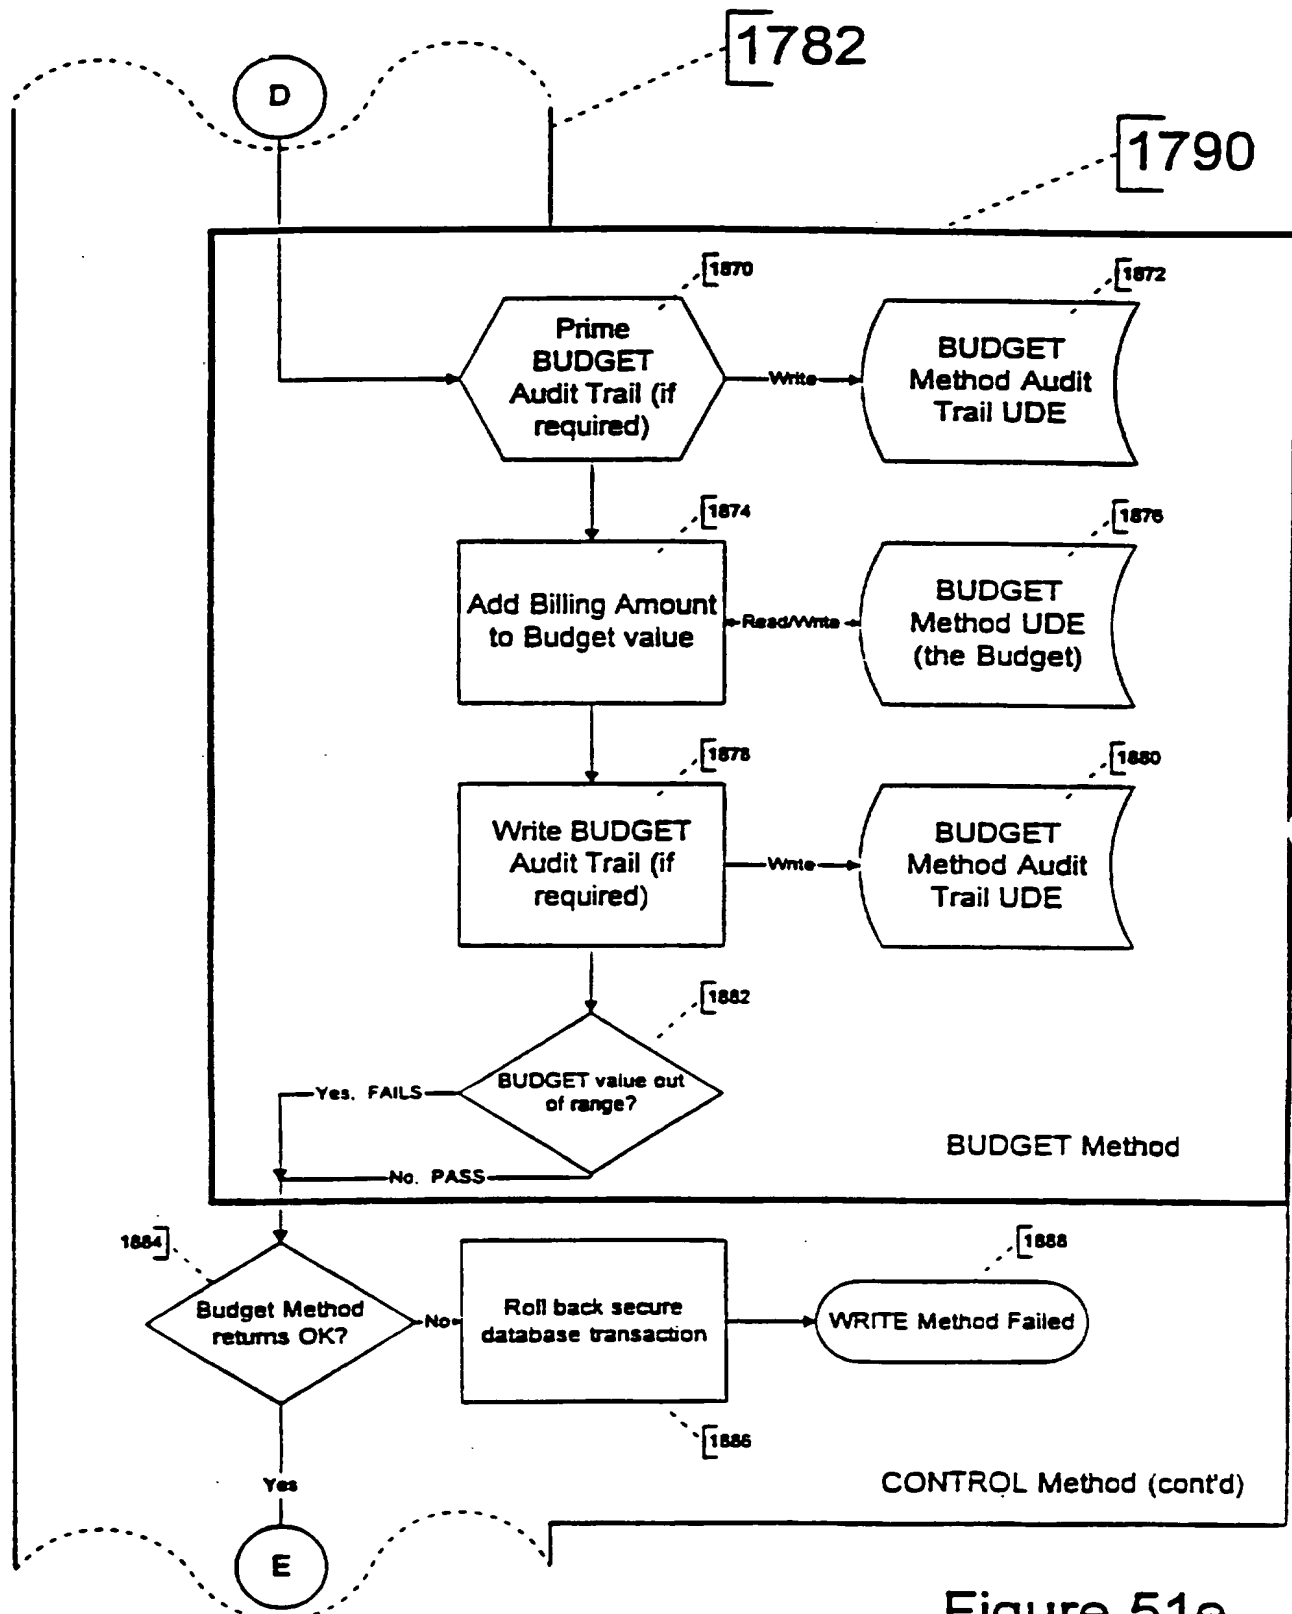 1782
D
1790
1870
1872
Prime
BUDGET
Audit Trail (if
required)
Write
BUDGET
Method Audit
Trail UDE
1874
1876
Add Billing Amount
to Budget value
Read/Write
BUDGET
Method UDE
(the Budget)
1878
1880
Write BUDGET
Audit Trail (if
required)
Write
BUDGET
Method Audit
Trail UDE
1882
BUDGET value out
of range?
Yes, FAILS
No. PASS
BUDGET Method
1884
1888
Budget Method
returns OK?
No
Roll back secure
database transaction
WRITE Method Failed
1886
Yes
CONTROL Method (cont'd)
E
Figure 51e